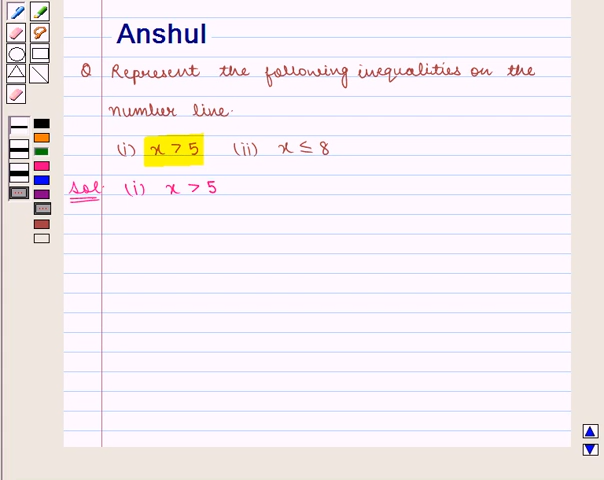 Anshul
Q Represent the following inequalities on the
number line.
(i) x > 5 (ii) x ≤ 8
Sol. (i) x > 5